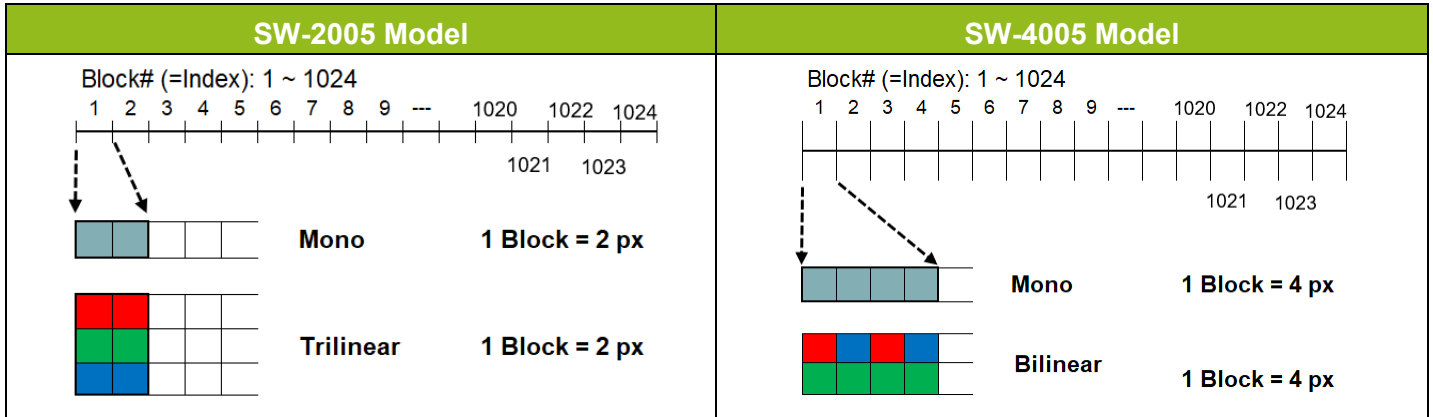 SW-2005 Model
Block# (=Index): 1 ~ 1024
1 2 3 4 5 6 7 8 9 --- 1020 1022 1024
1021 1023
Mono 1 Block = 2 px
Trilinear 1 Block = 2 px
SW-4005 Model
Block# (=Index): 1 ~ 1024
1 2 3 4 5 6 7 8 9 --- 1020 1022 1024
1021 1023
Mono 1 Block = 4 px
Bilinear 1 Block = 4 px